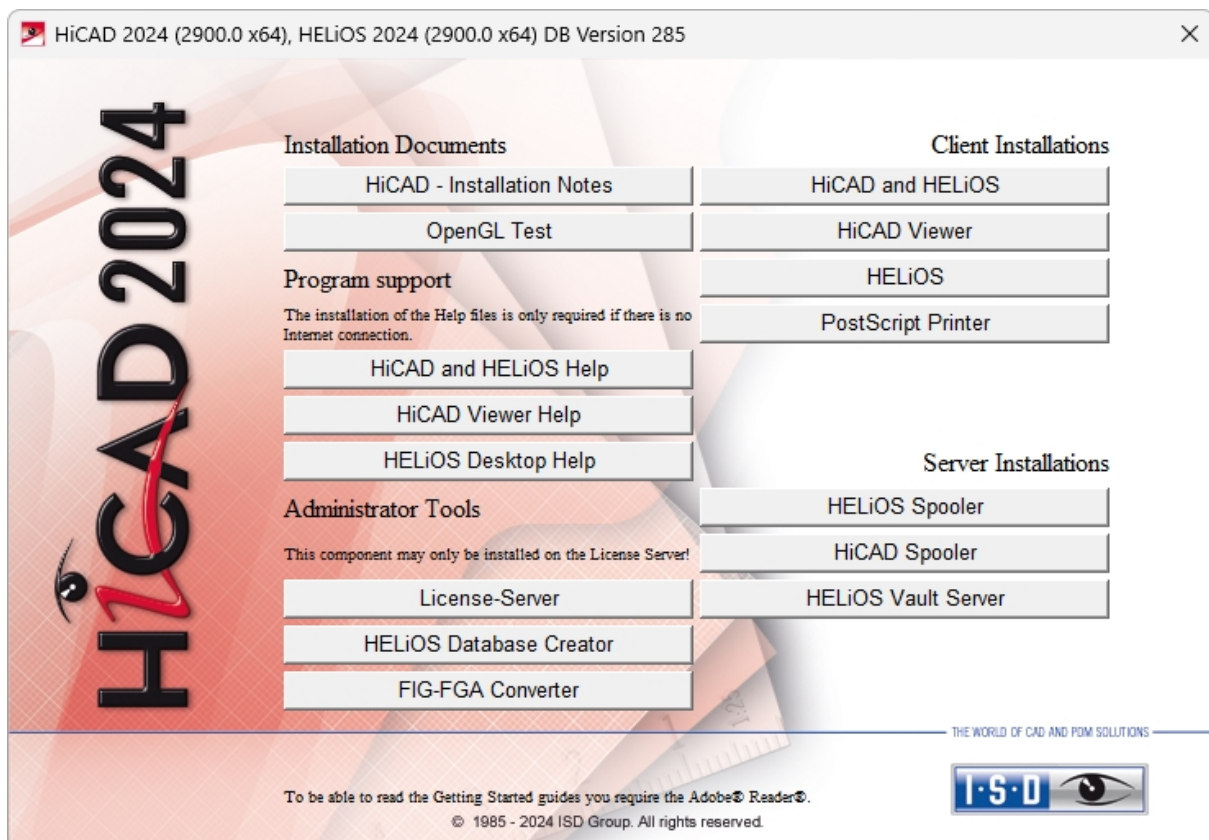 HiCAD 2024 (2900.0 x64), HELiOS 2024 (2900.0 x64) DB Version 285
HiCAD 2024
Installation Documents
HiCAD - Installation Notes
OpenGL Test
Program support
The installation of the Help files is only required if there is no
Internet connection.
HiCAD and HELiOS Help
HiCAD Viewer Help
HELiOS Desktop Help
Administrator Tools
This component may only be installed on the License Server!
License-Server
HELiOS Database Creator
FIG-FGA Converter
Client Installations
HiCAD and HELiOS
HiCAD Viewer
HELiOS
PostScript Printer
Server Installations
HELiOS Spooler
HiCAD Spooler
HELiOS Vault Server
THE WORLD OF CAD AND PDM SOLUTIONS
I·S·D
To be able to read the Getting Started guides you require the Adobe® Reader®.
© 1985 - 2024 ISD Group. All rights reserved.